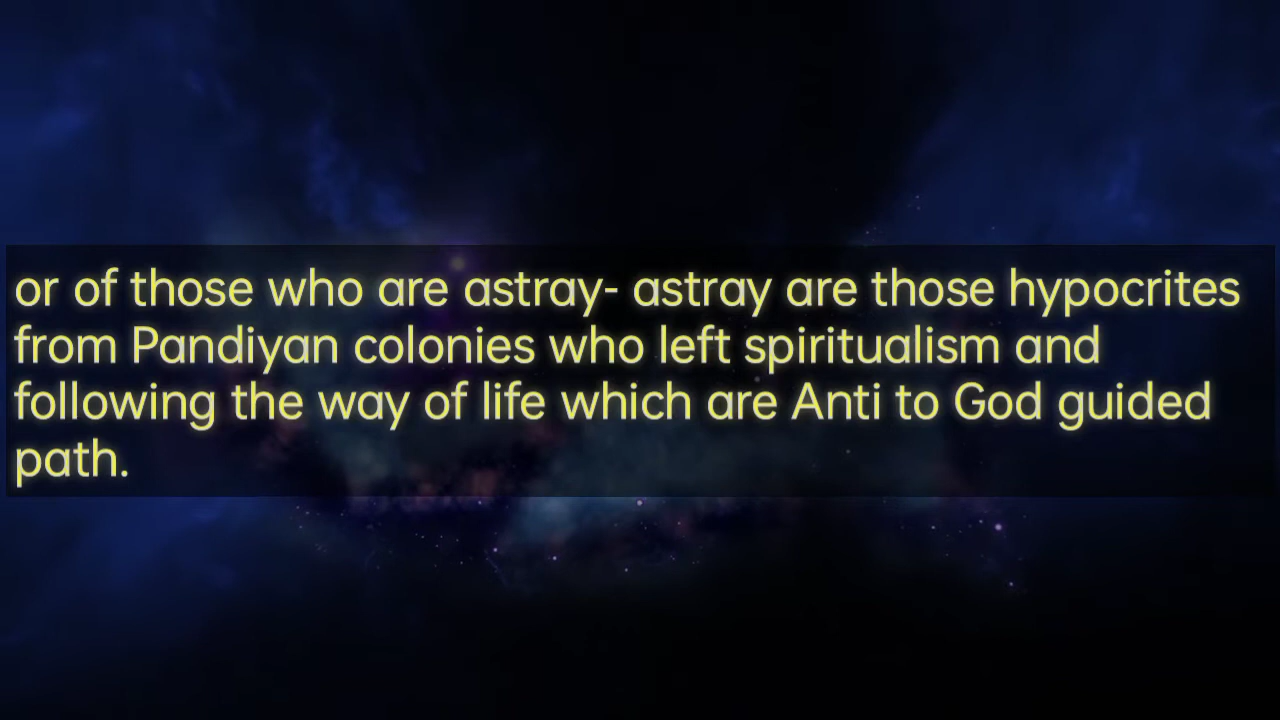 or of those who are astray- astray are those hypocrites
from Pandiyan colonies who left spiritualism and
following the way of life which are Anti to God guided
path.